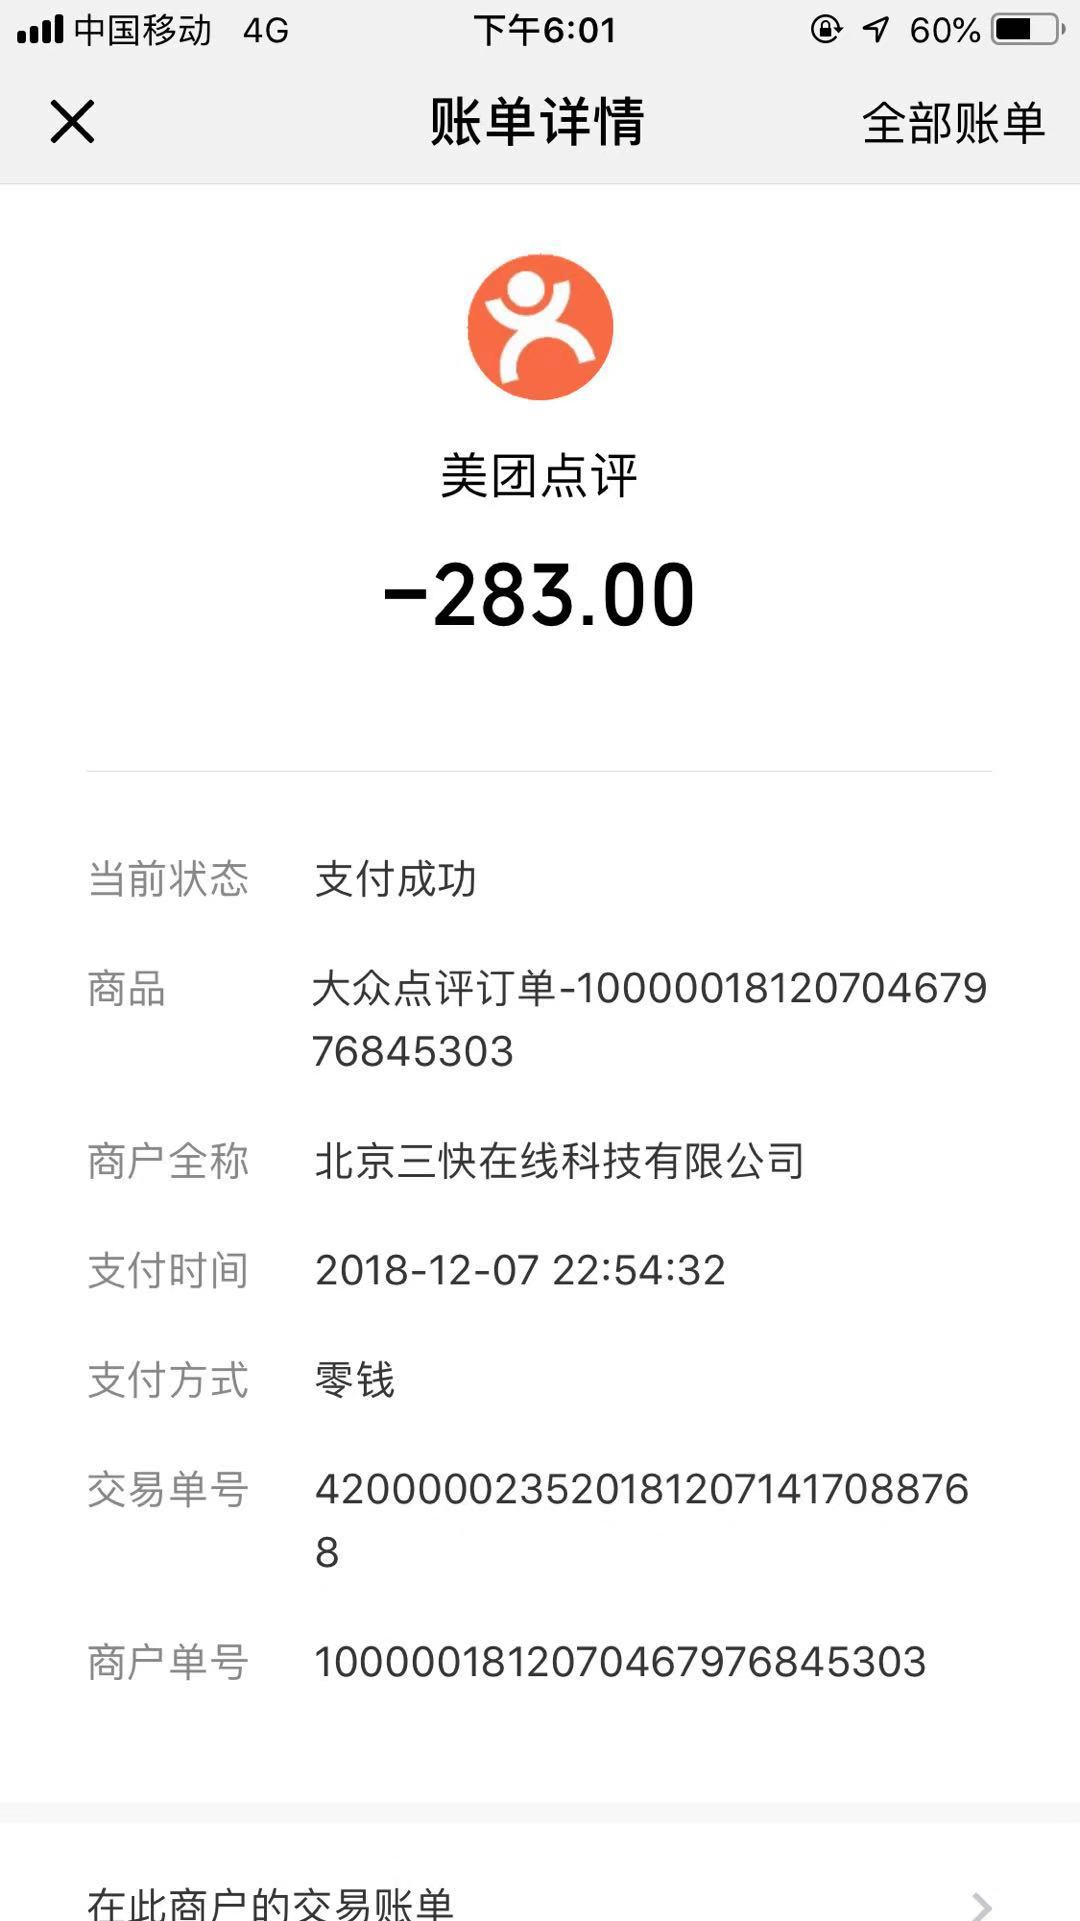 中国移动 4G 下午6:01 60%
账单详情 全部账单
美团点评
-283.00
当前状态 支付成功
商品 大众点评订单-10000018120704679
76845303
商户全称 北京三快在线科技有限公司
支付时间 2018-12-07 22:54:32
支付方式 零钱
交易单号 420000023520181207141708876
8
商户单号 1000001812070467976845303
在此商户的交易账单